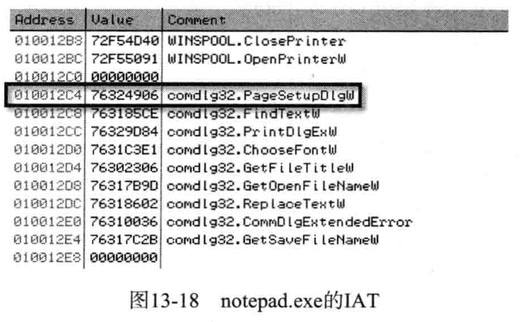 Address Value Comment
010012B8 72F54D40 WINSPOOL.ClosePrinter
010012BC 72F55091 WINSPOOL.OpenPrinterW
010012C0 00000000
010012C4 76324906 comdlg32.PageSetupDlgW
010012C8 763185CE comdlg32.FindTextW
010012CC 76329D84 comdlg32.PrintDlgExW
010012D0 7631C3E1 comdlg32.ChooseFontW
010012D4 76302306 comdlg32.GetFileTitleW
010012D8 76317B9D comdlg32.GetOpenFileNameW
010012DC 76318602 comdlg32.ReplaceTextW
010012E0 76310036 comdlg32.CommDlgExtendedError
010012E4 76317C2B comdlg32.GetSaveFileNameW
010012E8 00000000
图13-18 notepad.exe的IAT